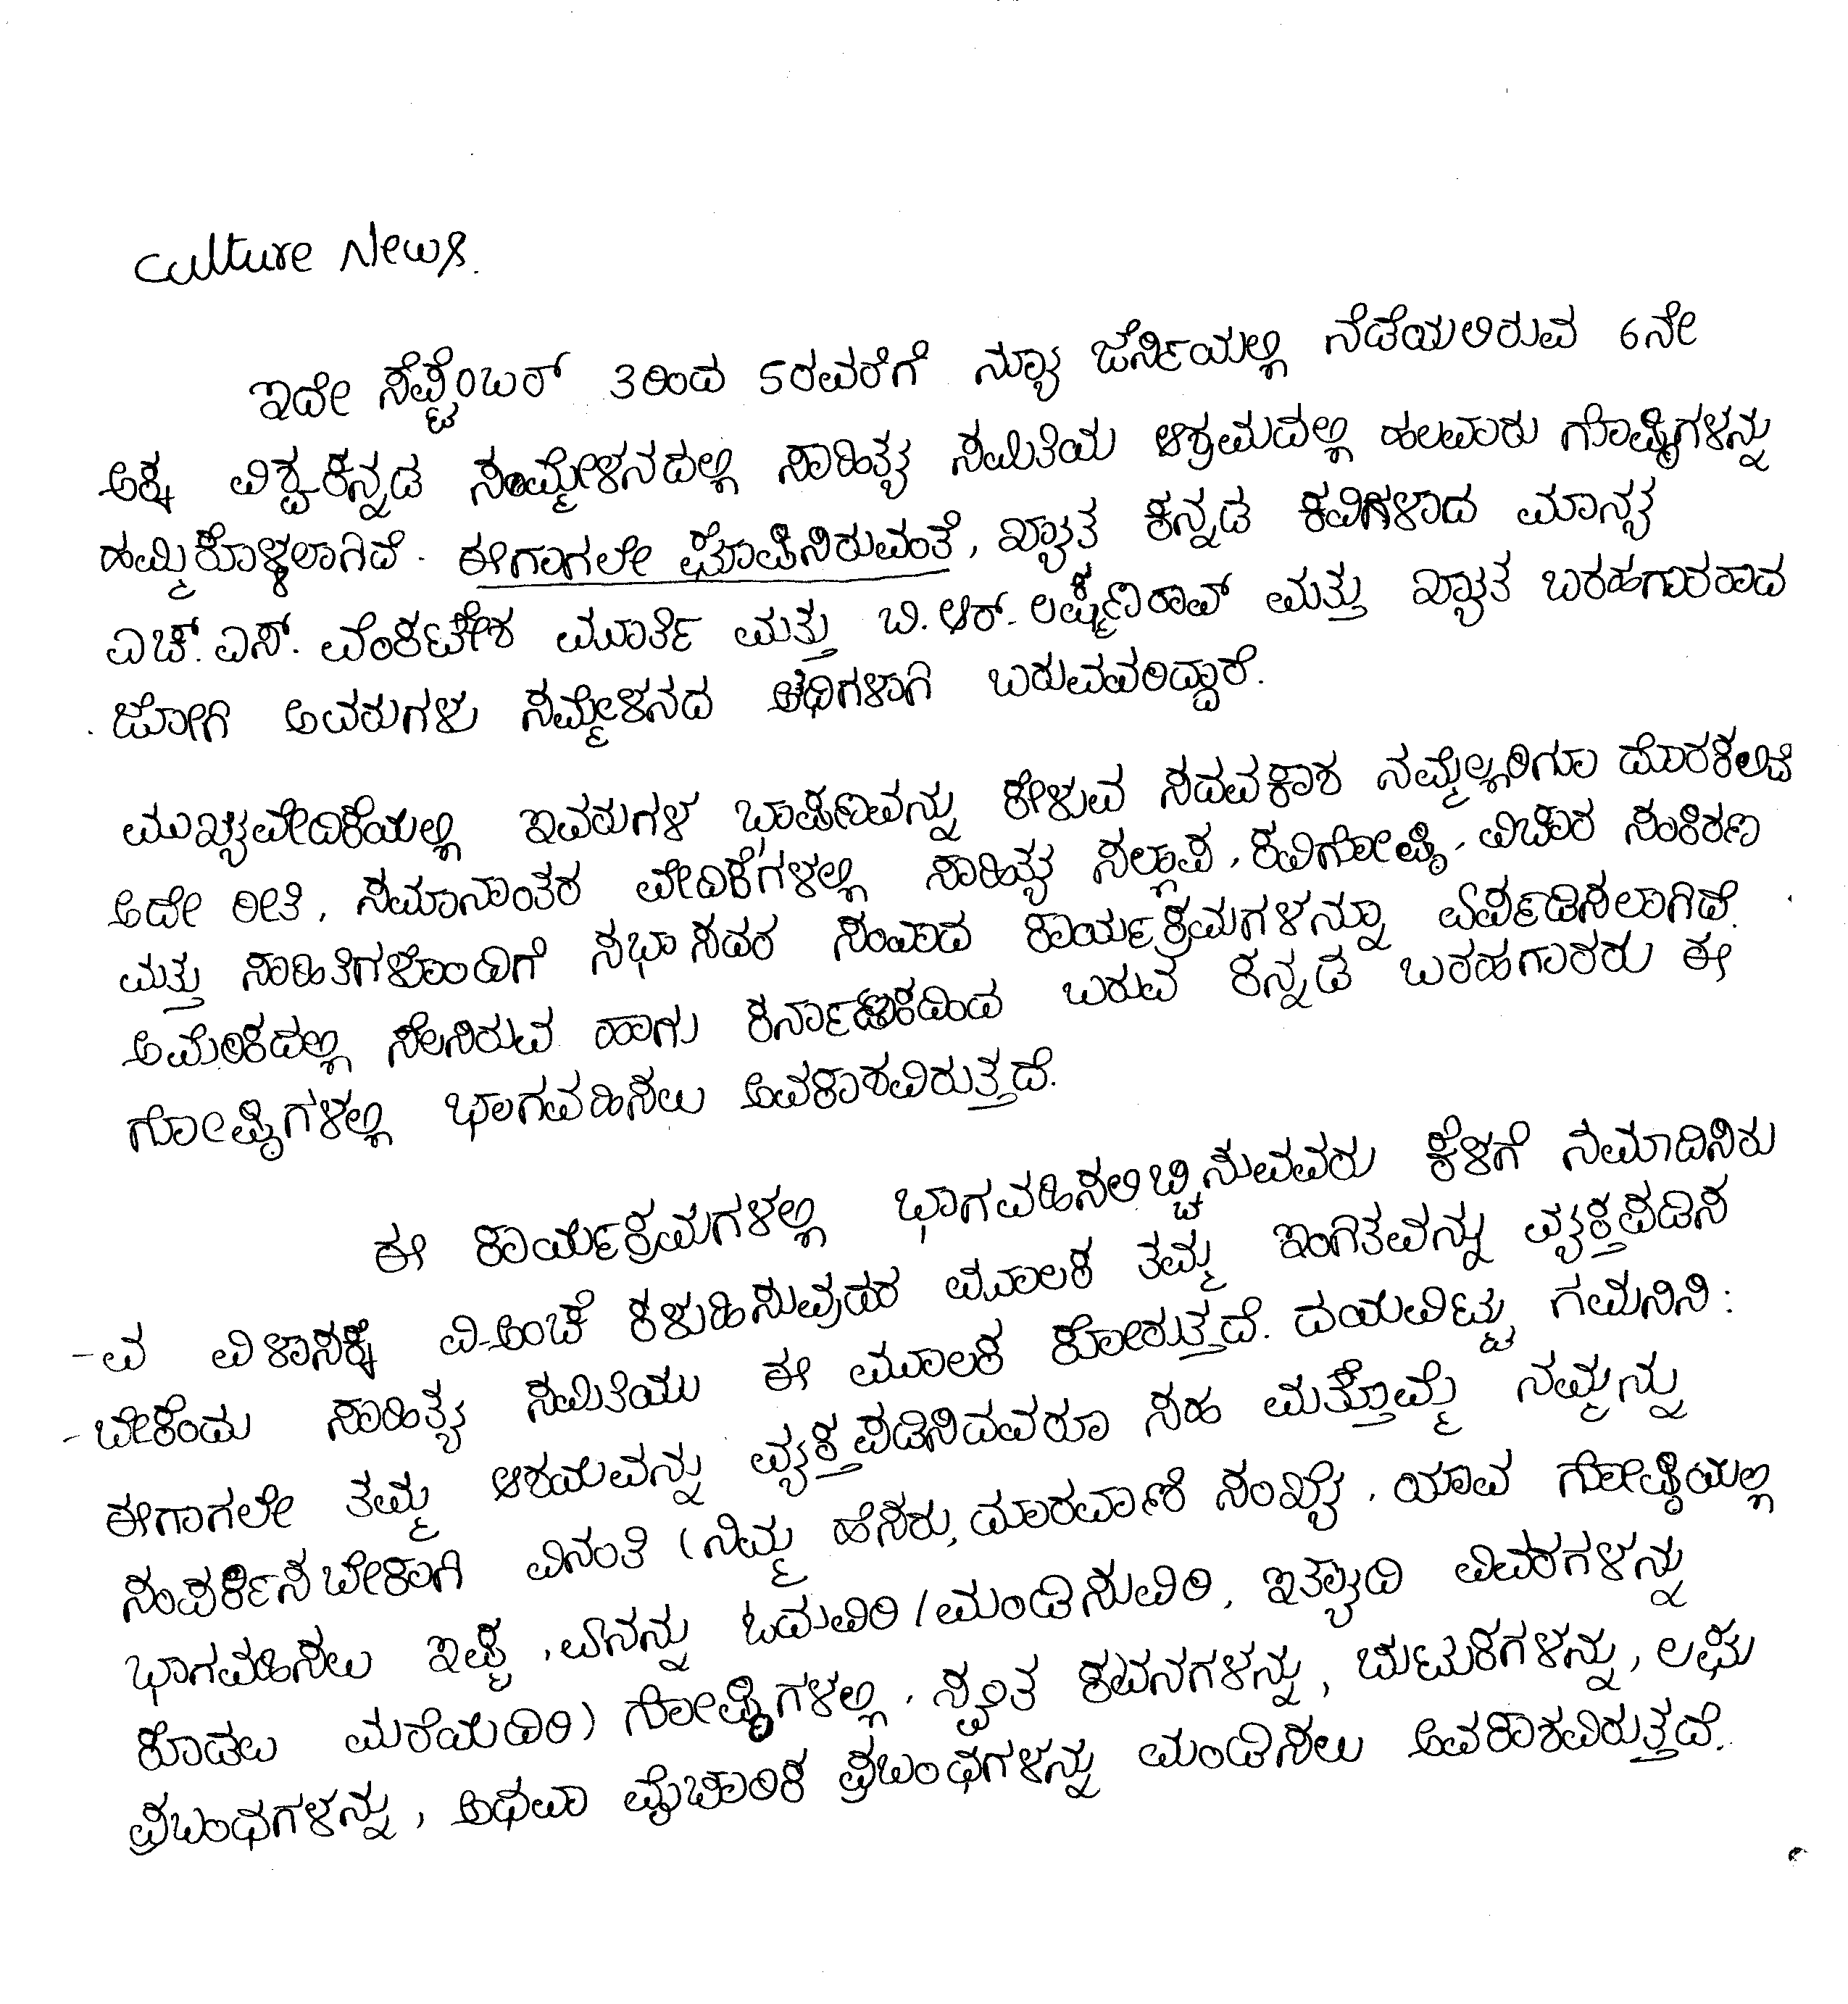 Culture News.
ಇದೇ ಸೆಪ್ಟೆಂಬರ್ 3ರಿಂದ 5ರವರೆಗೆ ನ್ಯೂ ಜೆರ್ಸಿಯಲ್ಲಿ ನೆಡೆಯಲಿರುವ 6ನೇ
ಅಕ್ಕ ವಿಶ್ವಕನ್ನಡ ಸಂಮ್ಮೇಳನದಲ್ಲಿ ಸಾಹಿತ್ಯ ಸಮಿತಿಯ ಆಶ್ರಮದಲ್ಲಿ ಹಲವಾರು ಗೋಷ್ಠಿಗಳನ್ನು
ಹಮ್ಮಿಕೊಳ್ಳಲಾಗಿದೆ. ಈಗಾಗಲೇ ಘೋಷಿಸಿರುವಂತೆ, ಖ್ಯಾತ ಕನ್ನಡ ಕವಿಗಳಾದ ಮಾನ್ಯ
ಎಚ್. ಎಸ್. ವೆಂಕಟೇಶ ಮೂರ್ತಿ ಮತ್ತು ಬಿ. ಆರ್. ಲಕ್ಷ್ಮಣರಾವ್ ಮತ್ತು ಖ್ಯಾತ ಬರಹಗಾರರಾದ
ಜೋಗಿ ಅವರುಗಳು ಸಮ್ಮೇಳನದ ಅಥಿಗಳಾಗಿ ಬರುವವರಿದ್ದಾರೆ.
ಮುಖ್ಯವೇದಿಕೆಯಲ್ಲಿ ಇವರುಗಳ ಭಾಷಣವನ್ನು ಕೇಳುವ ಸದವಕಾಶ ನಮ್ಮೆಲ್ಲರಿಗೂ ದೊರಕಲಿದೆ
ಅದೇ ರೀತಿ, ಸಮಾನಾಂತರ ವೇದಿಕೆಗಳಲ್ಲಿ ಸಾಹಿತ್ಯ ಸಲ್ಲಾಪ, ಕವಿಗೋಷ್ಠಿ, ವಿಚಾರ ಸಂಕಿರಣ
ಮತ್ತು ಸಾಹಿತಿಗಳೊಂದಿಗೆ ಸಭಾಸದರ ಸಂವಾದ ಕಾರ್ಯಕ್ರಮಗಳನ್ನೂ ಏರ್ಪಡಿಸಲಾಗಿದೆ.
ಅಮೆರಿಕದಲ್ಲಿ ನೆಲಸಿರುವ ಹಾಗು ಕರ್ನಾಟಕದಿಂದ ಬರುವ ಕನ್ನಡ ಬರಹಗಾರರು ಈ
ಗೋಷ್ಠಿಗಳಲ್ಲಿ ಭಾಗವಹಿಸಲು ಅವಕಾಶವಿರುತ್ತದೆ.
ಈ ಕಾರ್ಯಕ್ರಮಗಳಲ್ಲಿ ಭಾಗವಹಿಸಲಿಚ್ಚಿಸುವವರು ಕೆಳಗೆ ನಮಾದಿಸಿರು
-ವ ವಿಳಾಸಕ್ಕೆ ವಿ-ಅಂಚೆ ಕಳುಹಿಸುವುದರ ಮೂಲಕ ತಮ್ಮ ಇಂಗಿತವನ್ನು ವ್ಯಕ್ತಪಡಿಸ
-ಬೇಕೆಂದು ಸಾಹಿತ್ಯ ಸಮಿತಿಯು ಈ ಮೂಲಕ ಕೋರುತ್ತದೆ. ದಯವಿಟ್ಟು ಗಮನಿಸಿ:
ಈಗಾಗಲೇ ತಮ್ಮ ಆಶಯವನ್ನು ವ್ಯಕ್ತಪಡಿಸಿದವರೂ ಸಹ ಮತ್ತೊಮ್ಮೆ ನಮ್ಮನ್ನು
ಸಂಪರ್ಕಿಸಬೇಕಾಗಿ ವಿನಂತಿ (ನಿಮ್ಮ ಹೆಸರು, ದೂರವಾಣಿ ಸಂಖ್ಯೆ, ಯಾವ ಗೋಷ್ಠಿಯಲ್ಲಿ
ಭಾಗವಹಿಸಲು ಇಷ್ಟ, ಏನನ್ನು ಓದುವಿರಿ/ಮಂಡಿಸುವಿರಿ, ಇತ್ಯಾದಿ ವಿವರಗಳನ್ನು
ಕೊಡಲು ಮರೆಯದಿರಿ) ಗೋಷ್ಠಿಗಳಲ್ಲಿ, ಸ್ವಂತ ಕವನಗಳನ್ನು, ಚುಟುಕಗಳನ್ನು, ಲಘು
ಪ್ರಬಂಧಗಳನ್ನು, ಅಥವಾ ವೈಚಾರಿಕ ಪ್ರಬಂಧಗಳನ್ನು ಮಂಡಿಸಲು ಅವಕಾಶವಿರುತ್ತದೆ.